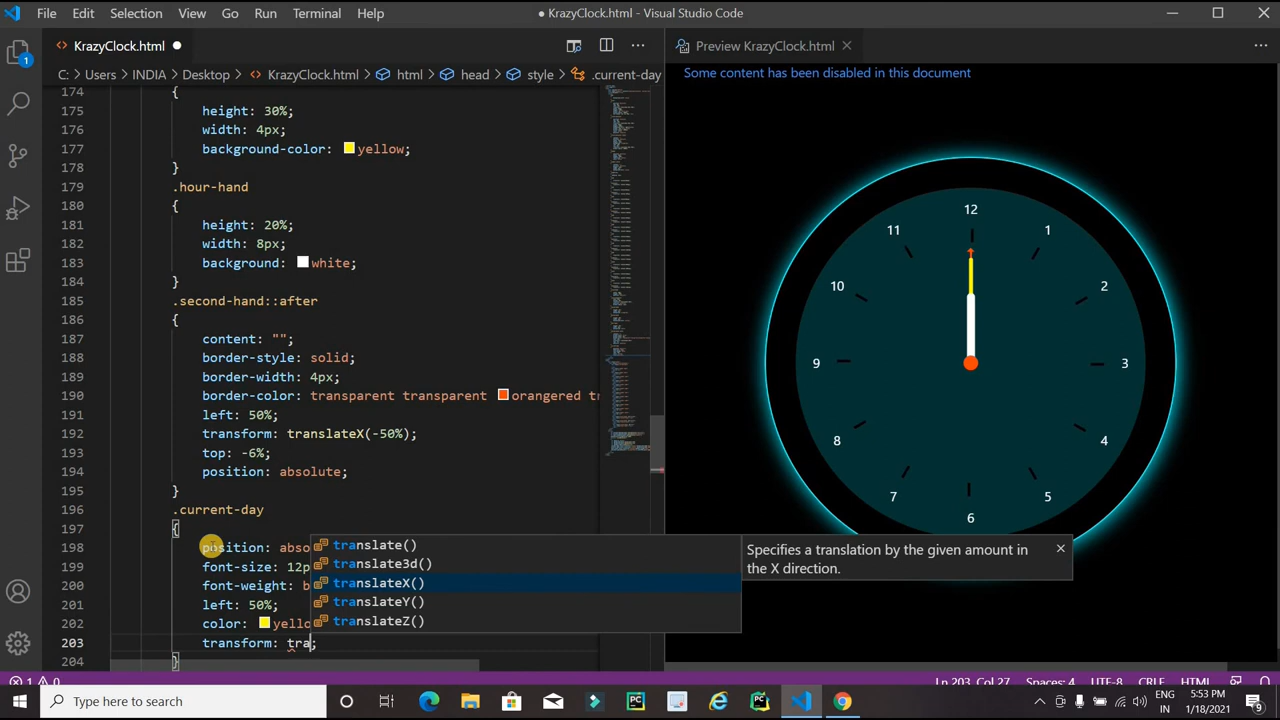 File Edit Selection View Go Run Terminal Help
KrazyClock.html - Visual Studio Code
KrazyClock.html
Preview KrazyClock.html
C: > Users > INDIA > Desktop > KrazyClock.html > html > head > style > .current-day
Some content has been disabled in this document
174 {
175 height: 30%;
176 width: 4px;
177 background-color: yellow;
178 }
179 .hour-hand
180 {
181 height: 20%;
182 width: 8px;
183 background: white;
184 }
185 .second-hand::after
186 {
187 content: "";
188 border-style: solid;
189 border-width: 4px;
190 border-color: transparent transparent orangered tr
191 left: 50%;
192 transform: translateX(-50%);
193 top: -6%;
194 position: absolute;
195 }
196 .current-day
197 {
198 position: abso
199 font-size: 12p
200 font-weight: b
201 left: 50%;
202 color: yello
203 transform: tra;
204 }
translate()
translate3d()
translateX()
translateY()
translateZ()
Specifies a translation by the given amount in
the X direction.
12
11 1
10 2
9 3
8 4
7 5
6
1 0
Ln 203, Col 27 Spaces: 4 UTF-8 CRLF HTML
Type here to search
ENG
IN
5:53 PM
1/18/2021
9
1